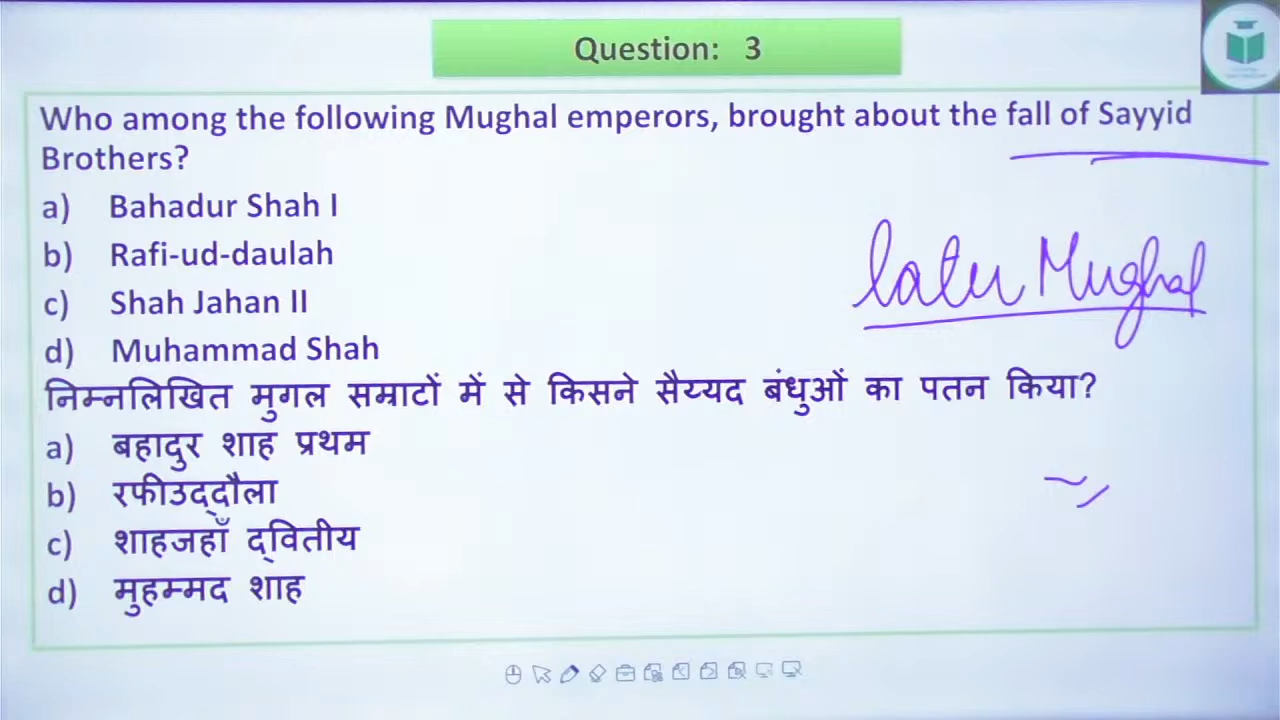 Question: 3
Who among the following Mughal emperors, brought about the fall of Sayyid
Brothers?
a) Bahadur Shah I
b) Rafi-ud-daulah
c) Shah Jahan II
d) Muhammad Shah
later Mughal
निम्नलिखित मुगल सम्राटों में से किसने सैय्यद बंधुओं का पतन किया?
a) बहादुर शाह प्रथम
b) रफीउद्दौला
c) शाहजहाँ द्वितीय
d) मुहम्मद शाह